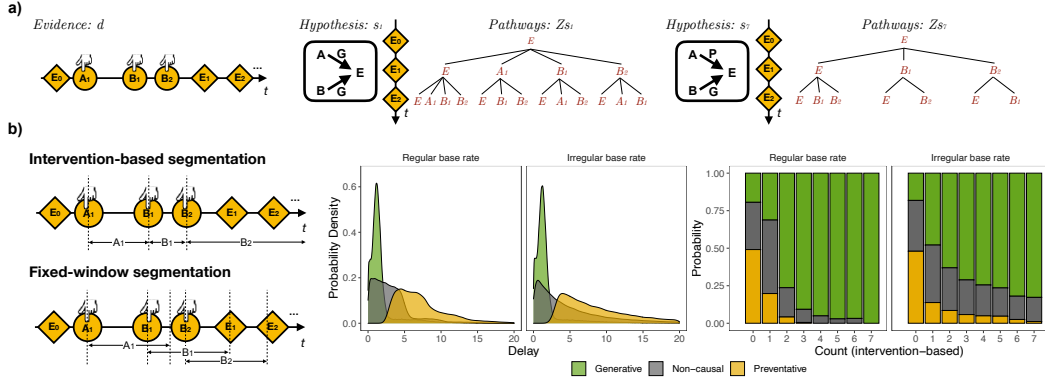 a)
Evidence: d
E₀ A₁ B₁ B₂ E₁ E₂ ... t
Hypothesis: s₁
A G
E
B G
E₀
E₁
E₂
t
Pathways: Zs₁
E
E A₁ B₁ B₂
E A₁ B₁ B₂ E B₁ B₂ E A₁ B₂ E A₁ B₁
Hypothesis: s₇
A P
E
B G
E₀
E₁
E₂
t
Pathways: Zs₇
E
E B₁ B₂
E B₁ B₂ E B₂ E B₁
b)
Intervention-based segmentation
E₀ A₁ B₁ B₂ E₁ E₂ ... t
A₁ B₁ B₂
Fixed-window segmentation
E₀ A₁ B₁ B₂ E₁ E₂ ... t
A₁
B₁
B₂
Regular base rate Irregular base rate
Probability Density
0.6
0.4
0.2
0.0
0 5 10 15 20 0 5 10 15 20
Delay
Regular base rate Irregular base rate
Probability
1.00
0.75
0.50
0.25
0.00
0 1 2 3 4 5 6 7 0 1 2 3 4 5 6 7
Count (intervention-based)
Generative Non-causal Preventative